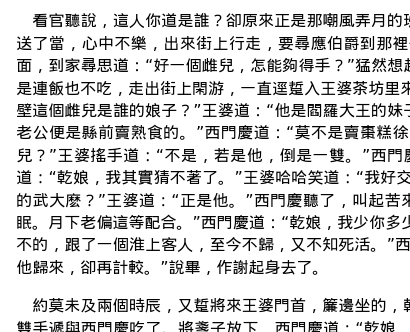 看官聽說，這人你道是誰？卻原來正是那嘲風弄月的班
送了當，心中不樂，出來街上行走，要尋應伯爵到那裡
面，到家尋思道：“好一個雌兒，怎能夠得手？”猛然想起
是連飯也不吃，走出街上閑游，一直逕踅入王婆茶坊里來
壁這個雌兒是誰的娘子？”王婆道：“他是閻羅大王的妹子
老公便是縣前賣熟食的。”西門慶道：“莫不是賣棗糕徐
兒？”王婆搖手道：“不是，若是他，倒是一雙。”西門慶
道：“乾娘，我其實猜不著了。”王婆哈哈笑道：“我好交
的武大麼？”王婆道：“正是他。”西門慶聽了，叫起苦來
眠。月下老偏這等配合。”西門慶道：“乾娘，我少你多少
不的，跟了一個淮上客人，至今不歸，又不知死活。”西
他歸來，卻再計較。”說畢，作謝起身去了。
約莫未及兩個時辰，又踅將來王婆門首，簾邊坐的，朝
雙手遞與西門慶吃了，將盞子放下，西門慶道：“乾娘